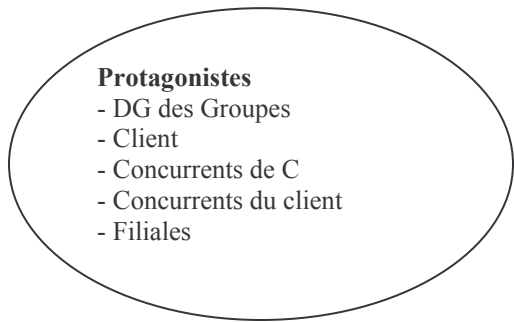 Protagonistes
- DG des Groupes
- Client
- Concurrents de C
- Concurrents du client
- Filiales